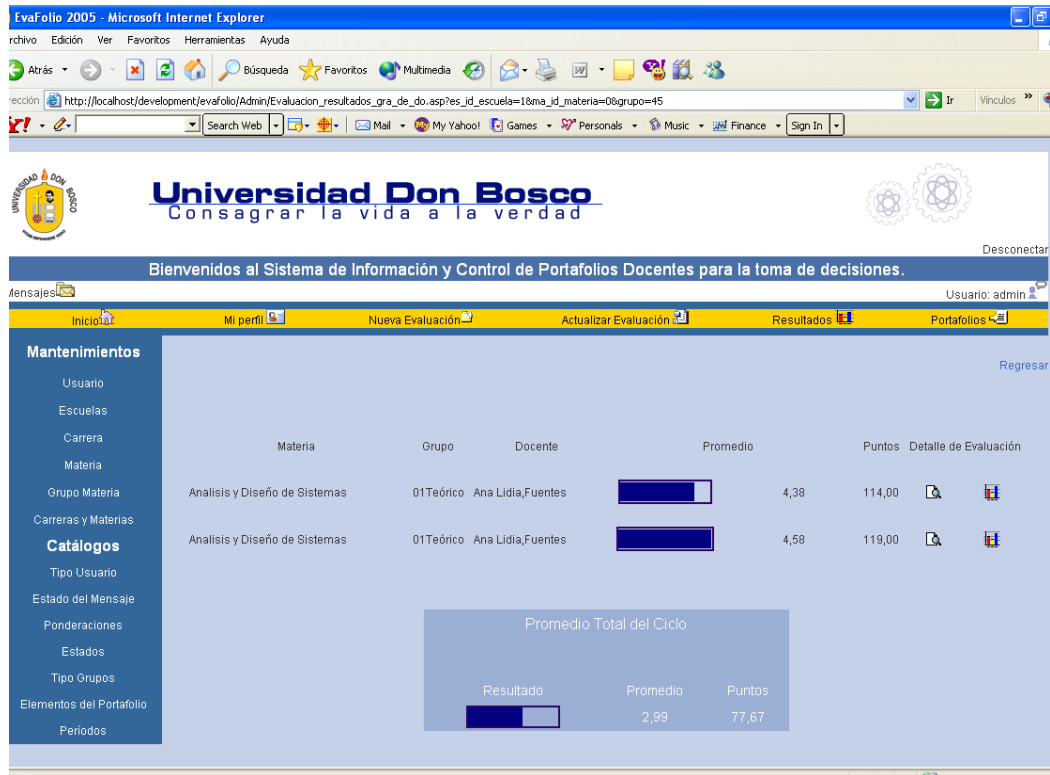 EvaFolio 2005 - Microsoft Internet Explorer
rchivo Edición Ver Favoritos Herramientas Ayuda
Atrás Búsqueda Favoritos Multimedia
rección http://localhost/development/evafolio/Admin/Evaluacion_resultados_gra_de_do.asp?es_id_escuela=1&ma_id_materia=0&grupo=45 Ir Vínculos »
Y! Search Web Mail My Yahoo! Games Personals Music Finance Sign In
UNIVERSIDAD DON BOSCO
Universidad Don Bosco
Consagrar la vida a la verdad
Desconectar
Bienvenidos al Sistema de Información y Control de Portafolios Docentes para la toma de decisiones.
Mensajes Usuario: admin
Inicio Mi perfil Nueva Evaluación Actualizar Evaluación Resultados Portafolios
Mantenimientos
Regresar
Usuario
Escuelas
Carrera
Materia
Grupo Materia
Carreras y Materias
Catálogos
Tipo Usuario
Estado del Mensaje
Ponderaciones
Estados
Tipo Grupos
Elementos del Portafolio
Períodos
Materia Grupo Docente Promedio Puntos Detalle de Evaluación
Analisis y Diseño de Sistemas 01Teórico Ana Lidia,Fuentes 4,38 114,00
Analisis y Diseño de Sistemas 01Teórico Ana Lidia,Fuentes 4,58 119,00
Promedio Total del Ciclo
Resultado Promedio Puntos
2,99 77,67